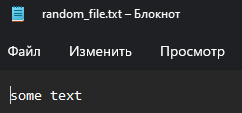 random_file.txt – Блокнот
Файл Изменить Просмотр
some text